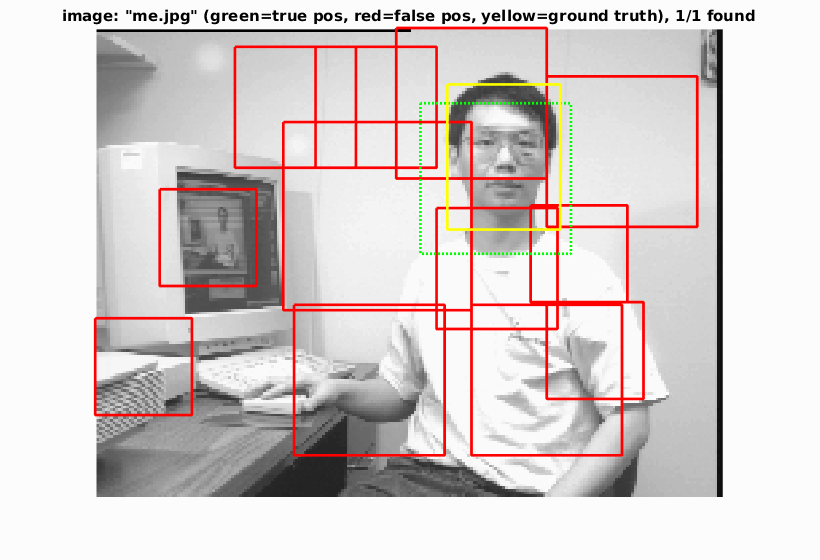 image: "me.jpg" (green=true pos, red=false pos, yellow=ground truth), 1/1 found